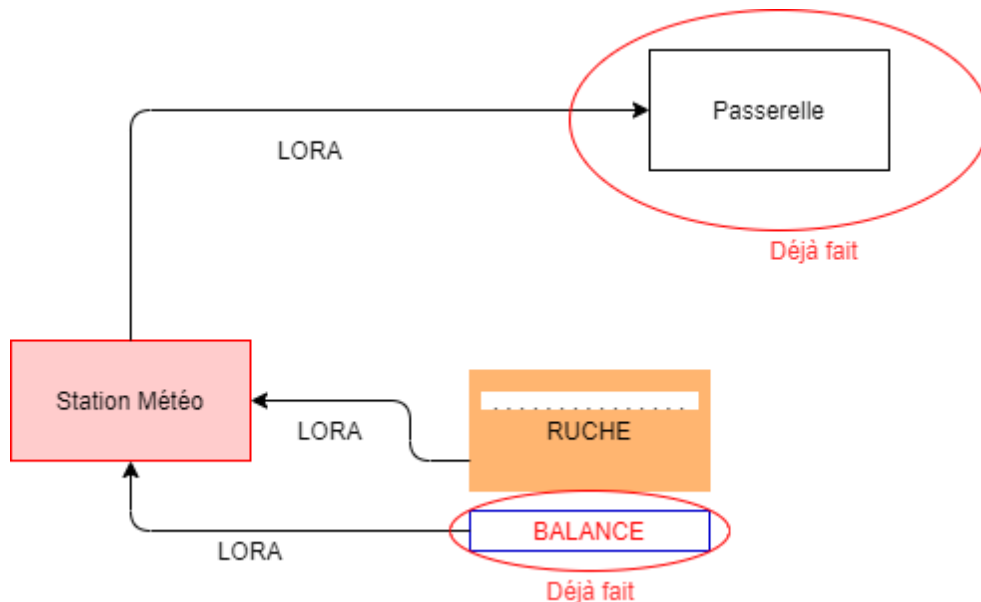 Passerelle
LORA
Déjà fait
Station Météo
LORA
RUCHE
BALANCE
LORA
Déjà fait